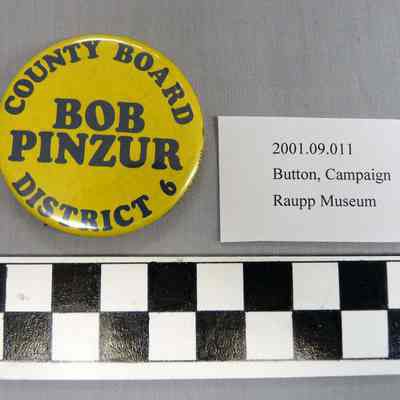 COUNTY BOARD
BOB
PINZUR
DISTRICT 6
2001.09.011
Button, Campaign
Raupp Museum